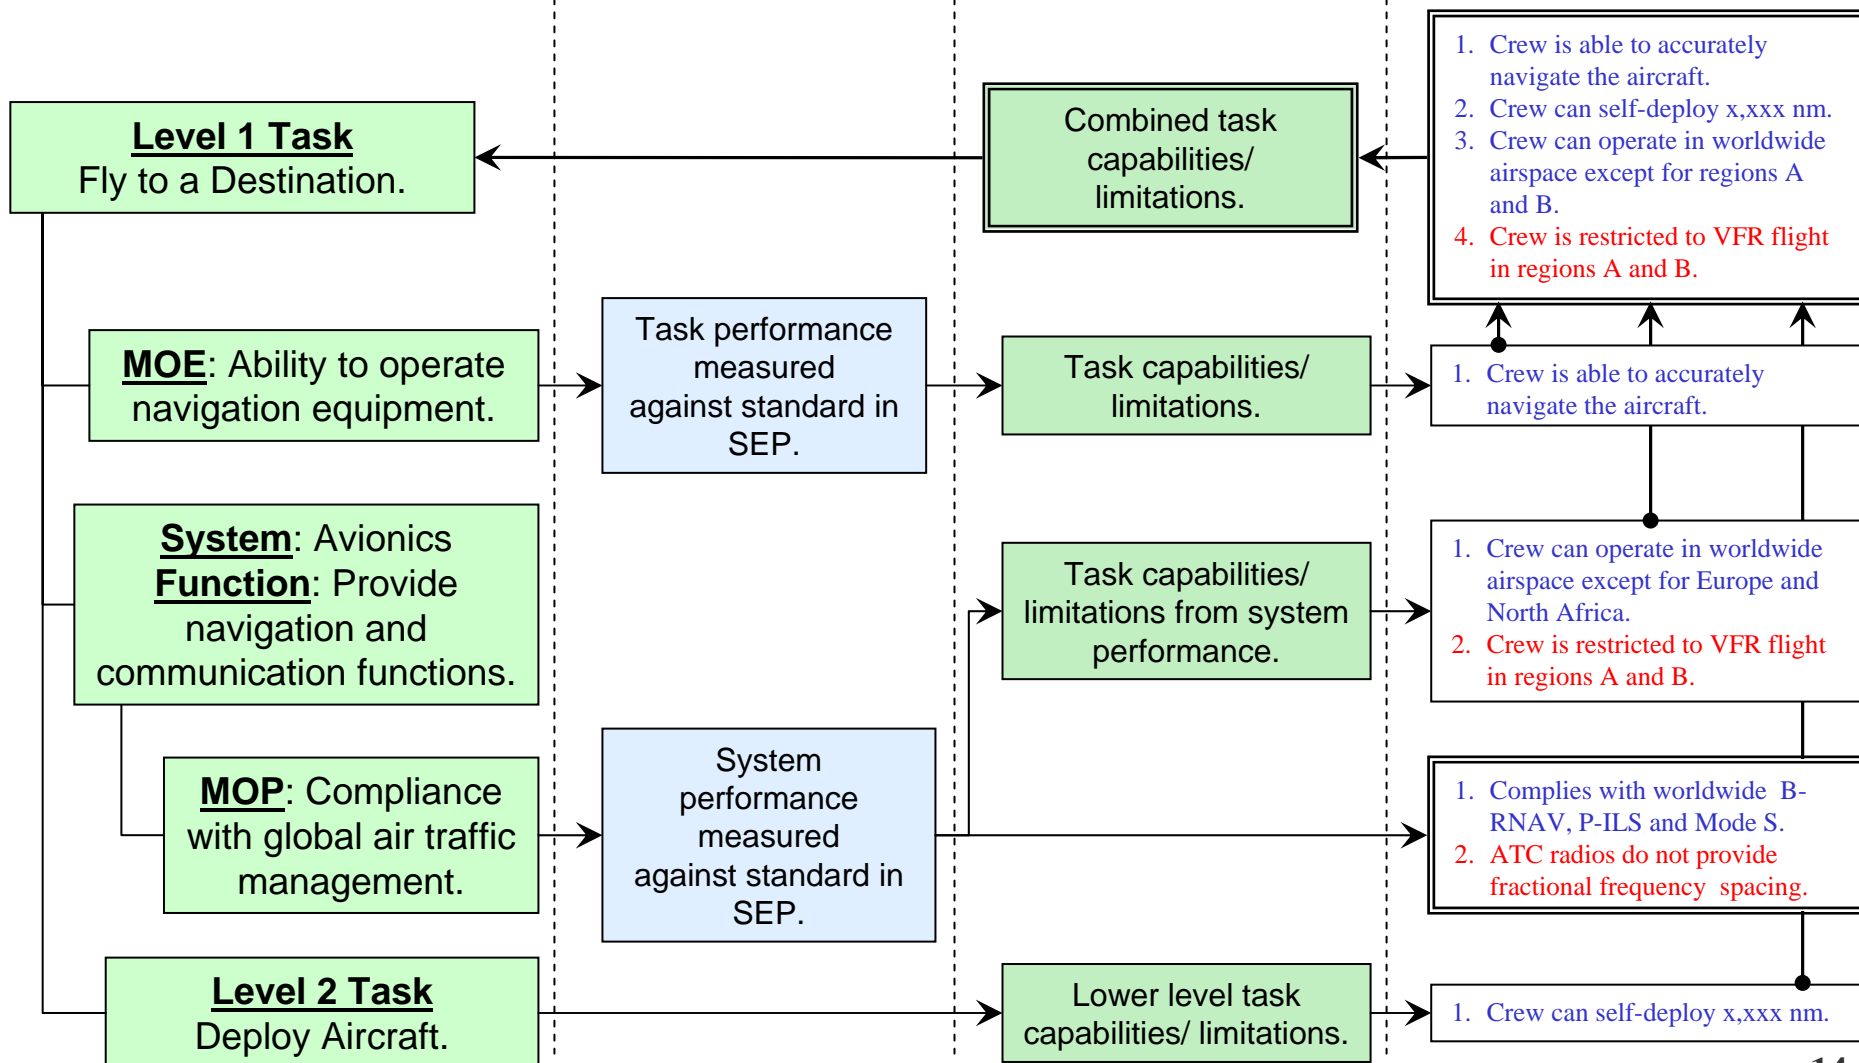 Level 1 Task
Fly to a Destination.
Combined task
capabilities/
limitations.
1. Crew is able to accurately
navigate the aircraft.
2. Crew can self-deploy x,xxx nm.
3. Crew can operate in worldwide
airspace except for regions A
and B.
4. Crew is restricted to VFR flight
in regions A and B.
MOE: Ability to operate
navigation equipment.
Task performance
measured
against standard in
SEP.
Task capabilities/
limitations.
1. Crew is able to accurately
navigate the aircraft.
System: Avionics
Function: Provide
navigation and
communication functions.
Task capabilities/
limitations from system
performance.
1. Crew can operate in worldwide
airspace except for Europe and
North Africa.
2. Crew is restricted to VFR flight
in regions A and B.
MOP: Compliance
with global air traffic
management.
System
performance
measured
against standard in
SEP.
1. Complies with worldwide B-
RNAV, P-ILS and Mode S.
2. ATC radios do not provide
fractional frequency spacing.
Level 2 Task
Deploy Aircraft.
Lower level task
capabilities/ limitations.
1. Crew can self-deploy x,xxx nm.